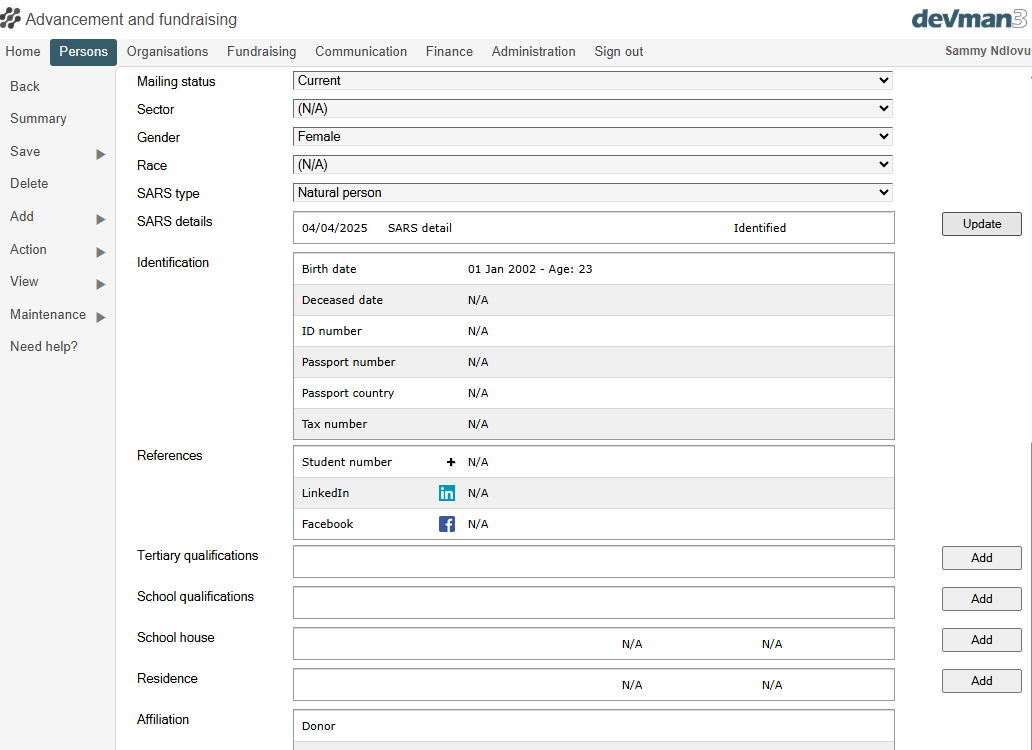 Advancement and fundraising
devman3
Home Persons Organisations Fundraising Communication Finance Administration Sign out Sammy Ndlovu
Back
Summary
Save
Delete
Add
Action
View
Maintenance
Need help?
Mailing status Current
Sector (N/A)
Gender Female
Race (N/A)
SARS type Natural person
SARS details 04/04/2025 SARS detail Identified Update
Identification
Birth date 01 Jan 2002 - Age: 23
Deceased date N/A
ID number N/A
Passport number N/A
Passport country N/A
Tax number N/A
References
Student number + N/A
LinkedIn in N/A
Facebook f N/A
Tertiary qualifications Add
School qualifications Add
School house N/A N/A Add
Residence N/A N/A Add
Affiliation Donor